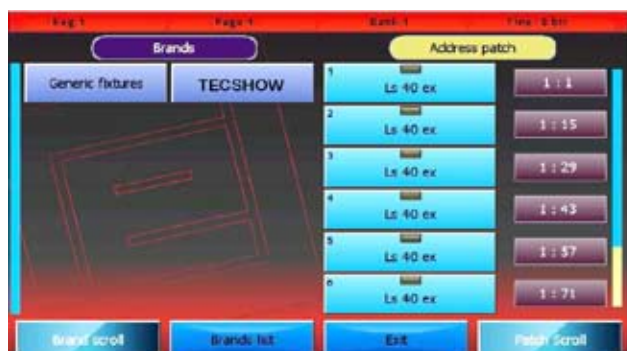 Page 1
Brands
Address patch
Generic fixtures
TECSHOW
1
Ls 40 ex
1 : 1
2
Ls 40 ex
1 : 15
3
Ls 40 ex
1 : 29
4
Ls 40 ex
1 : 43
5
Ls 40 ex
1 : 57
6
Ls 40 ex
1 : 71
Brand scroll
Brands list
Exit
Patch Scroll